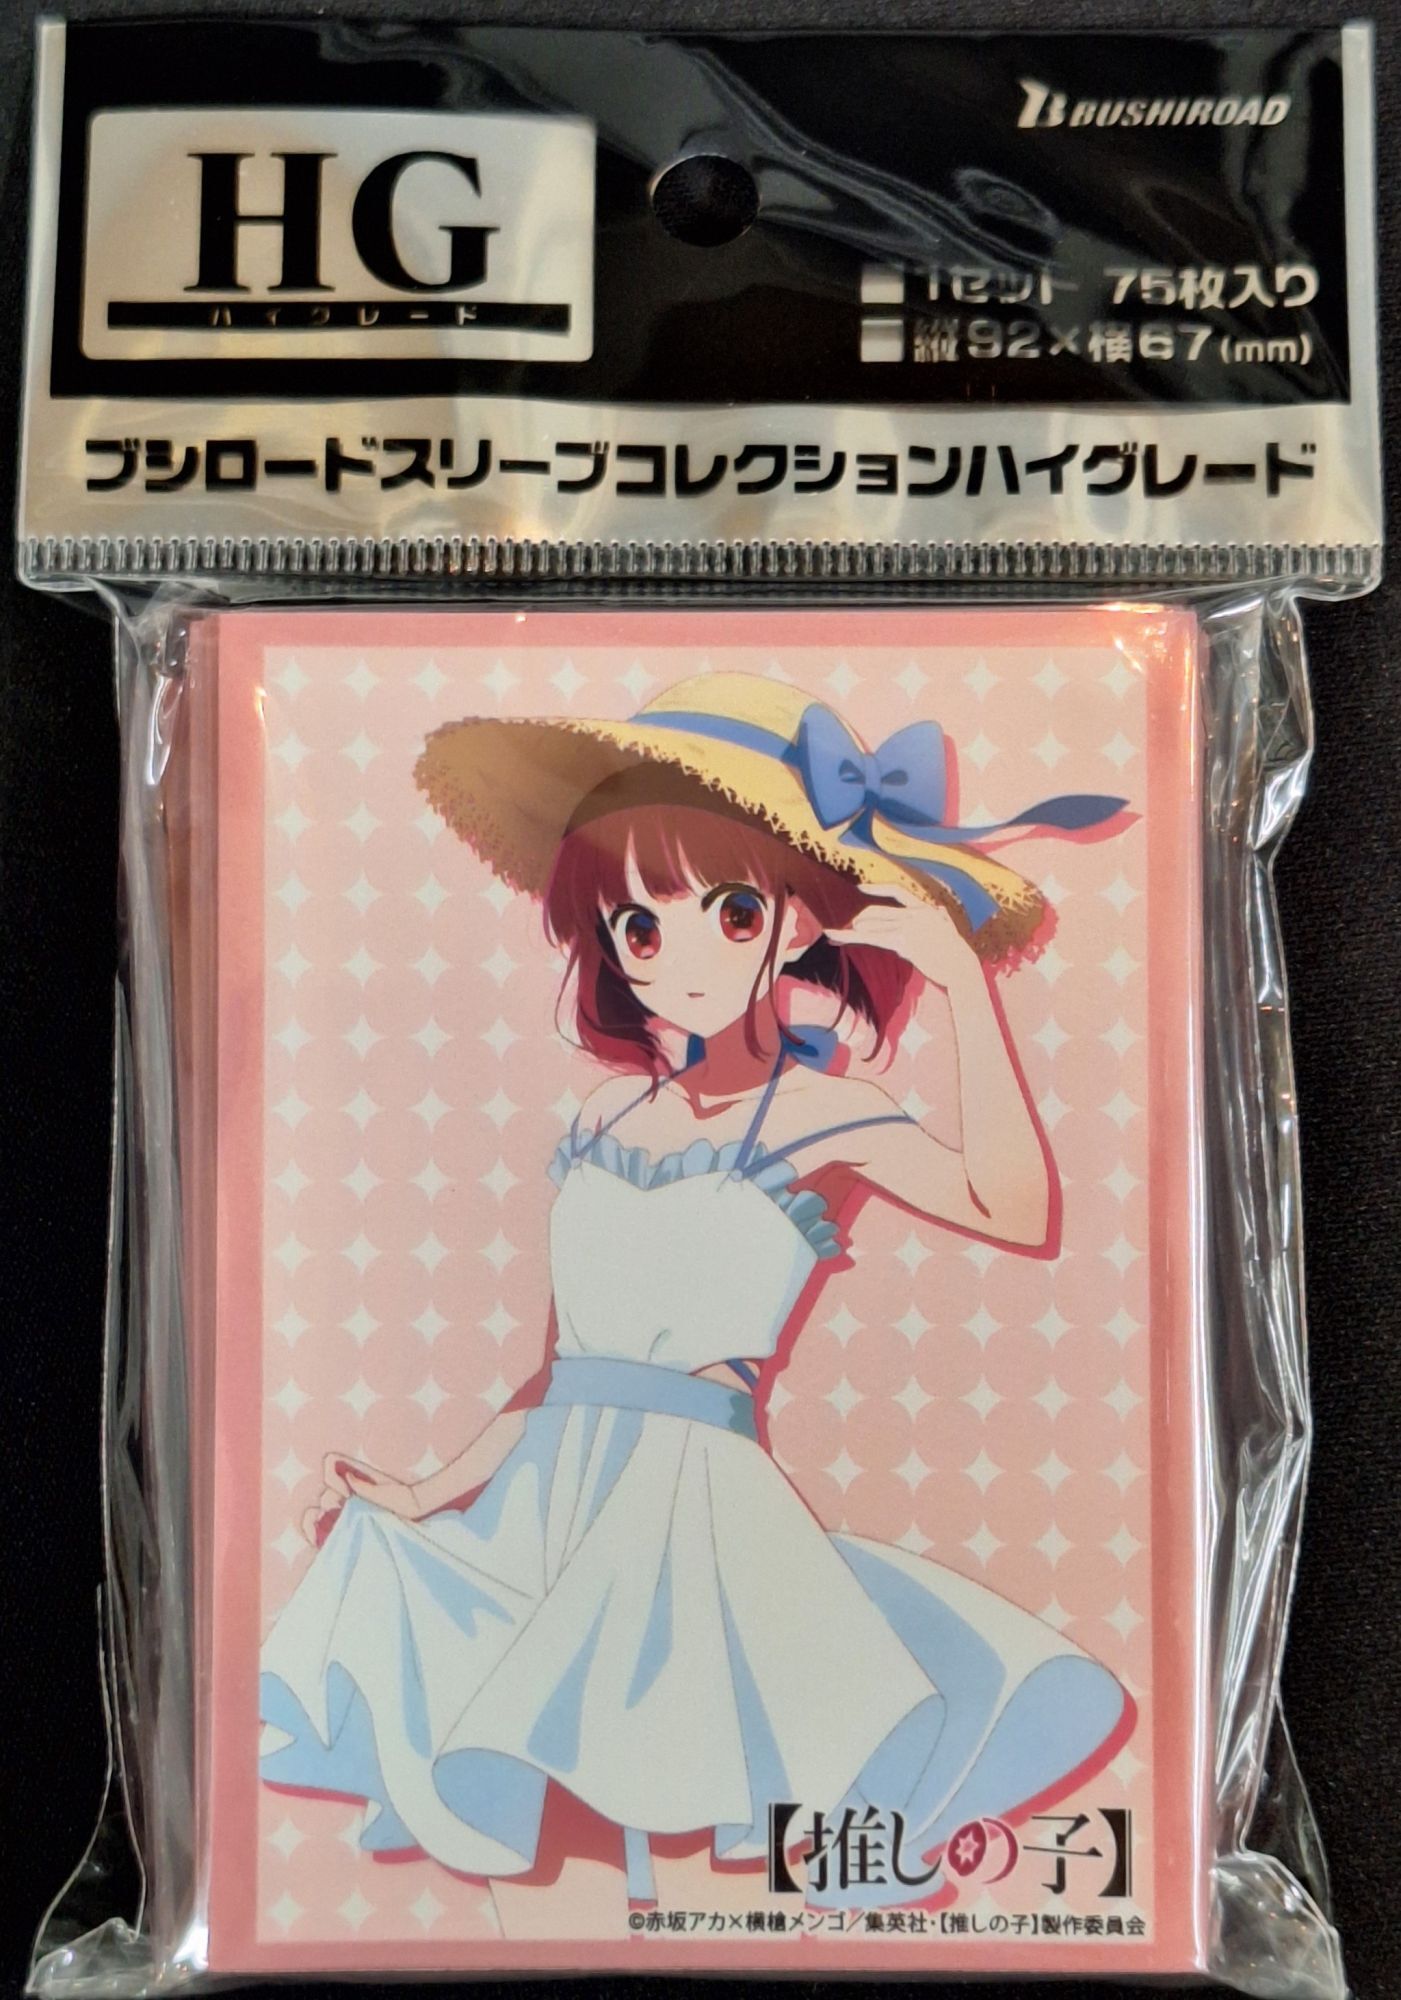 BUSHIROAD
HG
ハイグレード
■1セット 75枚入り
■縦92×横67(mm)
ブシロードスリーブコレクションハイグレード
【推しの子】
©赤坂アカ×横槍メンゴ／集英社・【推しの子】製作委員会